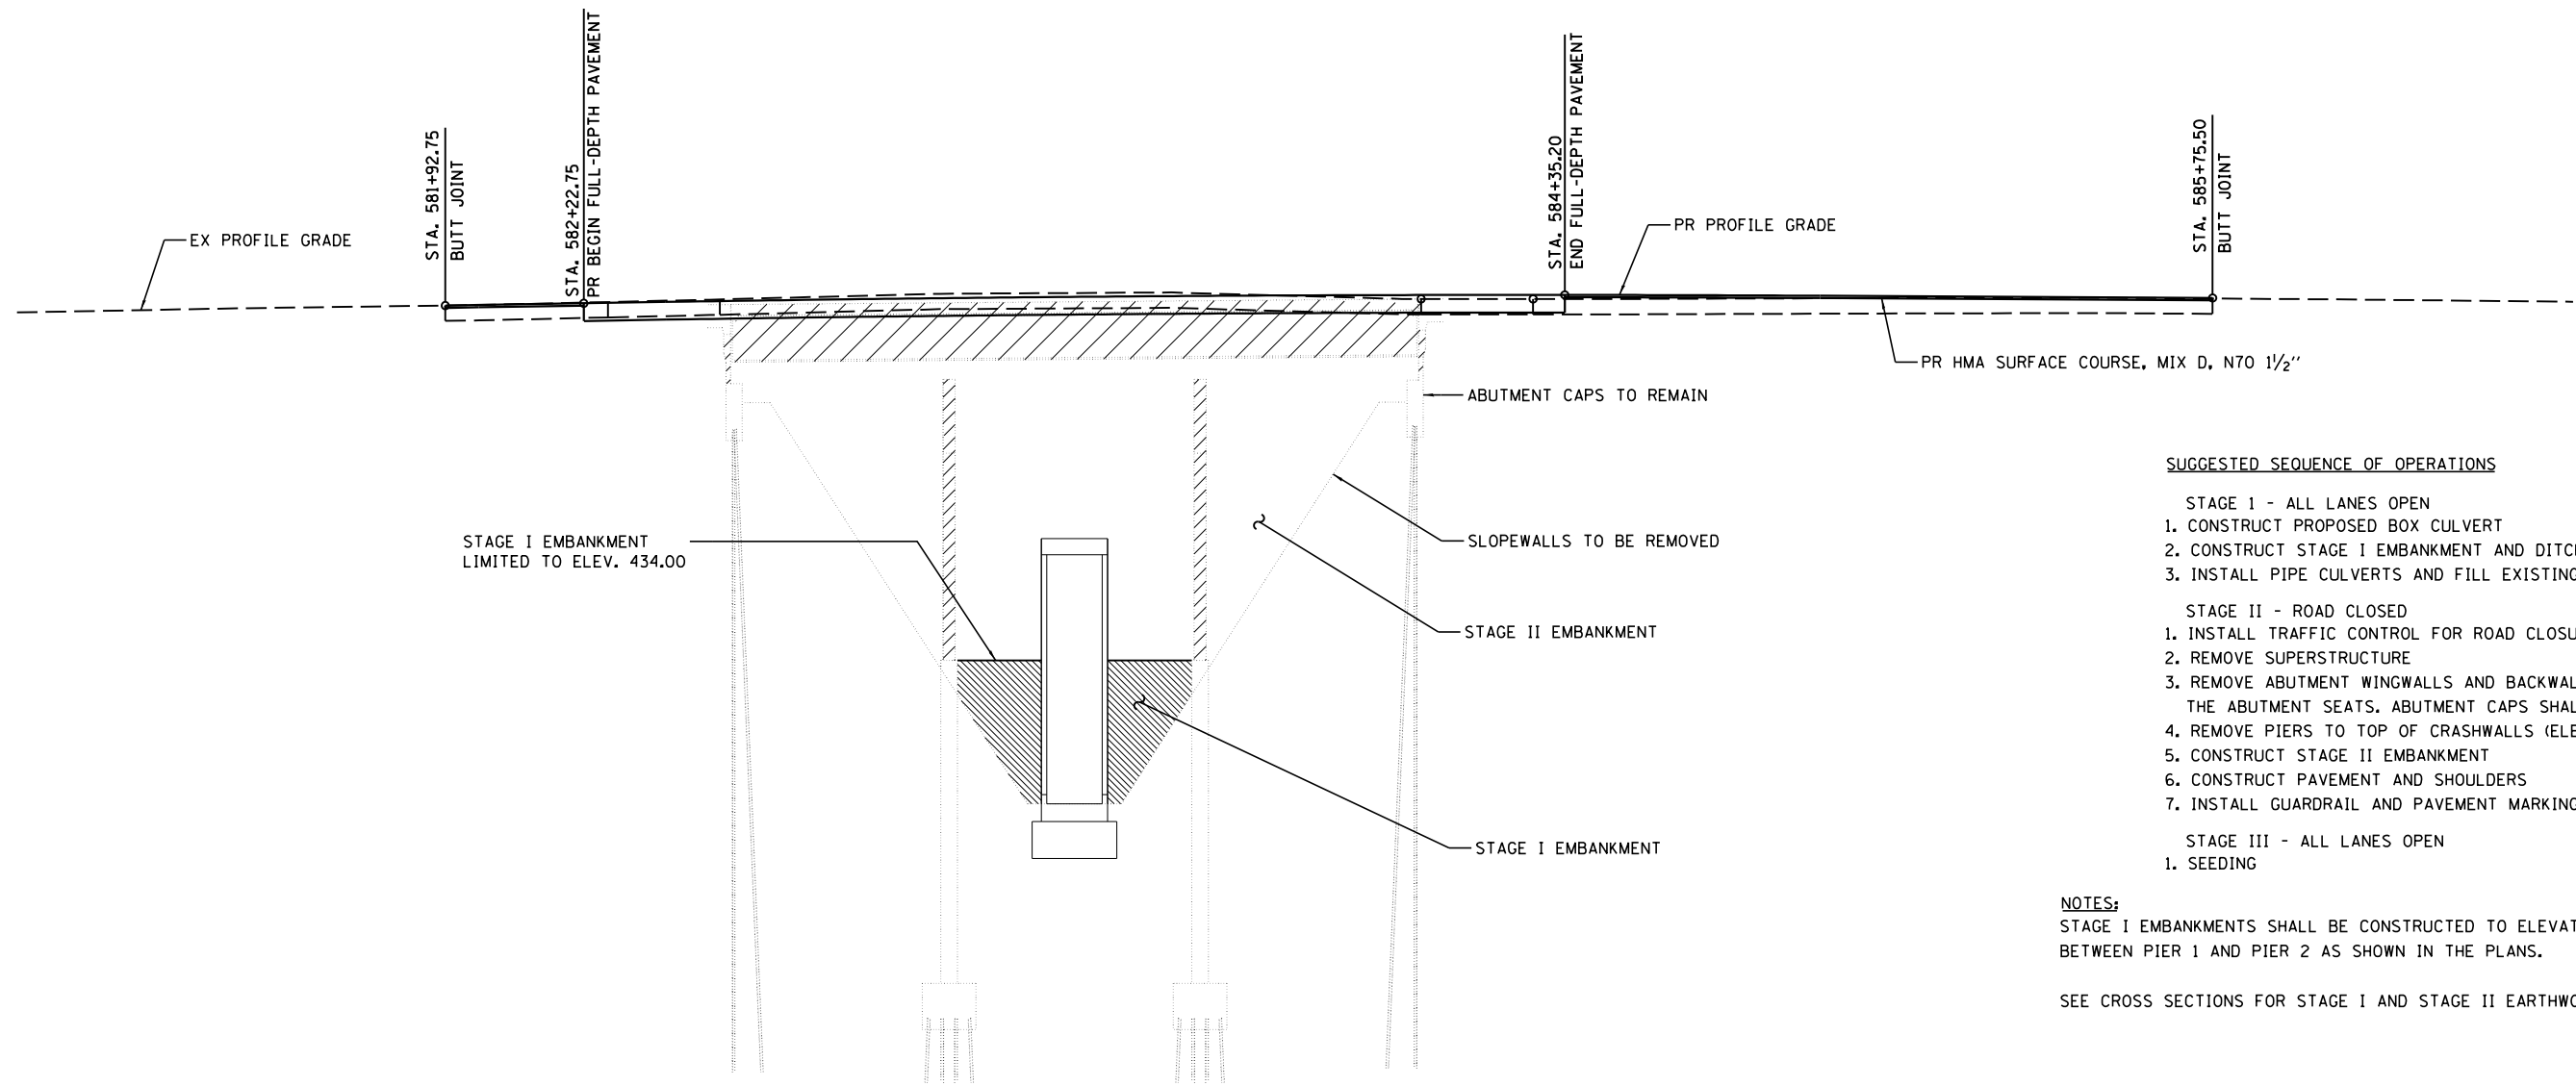 STA. 581+92.75
BUTT JOINT
STA. 582+22.75
PR BEGIN FULL-DEPTH PAVEMENT
STA. 584+35.20
END FULL-DEPTH PAVEMENT
STA. 585+75.50
BUTT JOINT
EX PROFILE GRADE
PR PROFILE GRADE
PR HMA SURFACE COURSE, MIX D, N70 1½"
ABUTMENT CAPS TO REMAIN
STAGE I EMBANKMENT
LIMITED TO ELEV. 434.00
SLOPEWALLS TO BE REMOVED
STAGE II EMBANKMENT
STAGE I EMBANKMENT
SUGGESTED SEQUENCE OF OPERATIONS
STAGE 1 - ALL LANES OPEN
1. CONSTRUCT PROPOSED BOX CULVERT
2. CONSTRUCT STAGE I EMBANKMENT AND
3. INSTALL PIPE CULVERTS AND FILL
STAGE II - ROAD CLOSED
1. INSTALL TRAFFIC CONTROL FOR ROAD
2. REMOVE SUPERSTRUCTURE
3. REMOVE ABUTMENT WINGWALLS AND
THE ABUTMENT SEATS. ABUTMENT CAPS
4. REMOVE PIERS TO TOP OF CRASHWALLS
5. CONSTRUCT STAGE II EMBANKMENT
6. CONSTRUCT PAVEMENT AND SHOULDERS
7. INSTALL GUARDRAIL AND PAVEMENT
STAGE III - ALL LANES OPEN
1. SEEDING
NOTES:
STAGE I EMBANKMENTS SHALL BE CONSTRUCTED TO
BETWEEN PIER 1 AND PIER 2 AS SHOWN IN THE PLANS.
SEE CROSS SECTIONS FOR STAGE I AND STAGE II